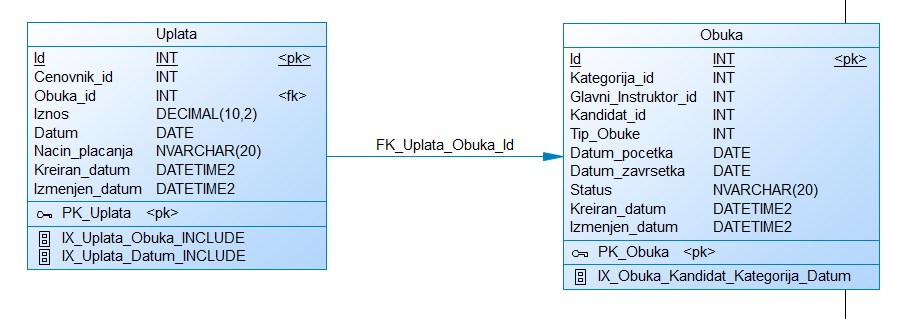 Uplata
Id INT <pk>
Cenovnik_id INT
Obuka_id INT <fk>
Iznos DECIMAL(10,2)
Datum DATE
Nacin_placanja NVARCHAR(20)
Kreiran_datum DATETIME2
Izmenjen_datum DATETIME2
PK_Uplata <pk>
IX_Uplata_Obuka_INCLUDE
IX_Uplata_Datum_INCLUDE
FK_Uplata_Obuka_Id
Obuka
Id INT <pk>
Kategorija_id INT
Glavni_Instruktor_id INT
Kandidat_id INT
Tip_Obuke INT
Datum_pocetka DATE
Datum_zavrsetka DATE
Status NVARCHAR(20)
Kreiran_datum DATETIME2
Izmenjen_datum DATETIME2
PK_Obuka <pk>
IX_Obuka_Kandidat_Kategorija_Datum